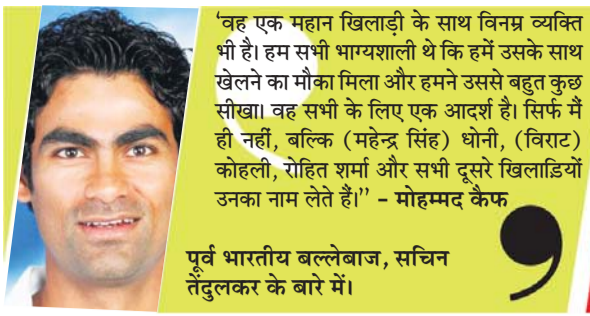 ‘वह एक महान खिलाड़ी के साथ विनम्र व्यक्ति
भी है। हम सभी भाग्यशाली थे कि हमें उसके साथ
खेलने का मौका मिला और हमने उससे बहुत कुछ
सीखा। वह सभी के लिए एक आदर्श है। सिर्फ मैं
ही नहीं, बल्कि (महेन्द्र सिंह) धोनी, (विराट)
कोहली, रोहित शर्मा और सभी दूसरे खिलाडि़यों
उनका नाम लेते हैं।’’ - मोहम्मद कैफ
पूर्व भारतीय बल्लेबाज, सचिन
तेंदुलकर के बारे में।